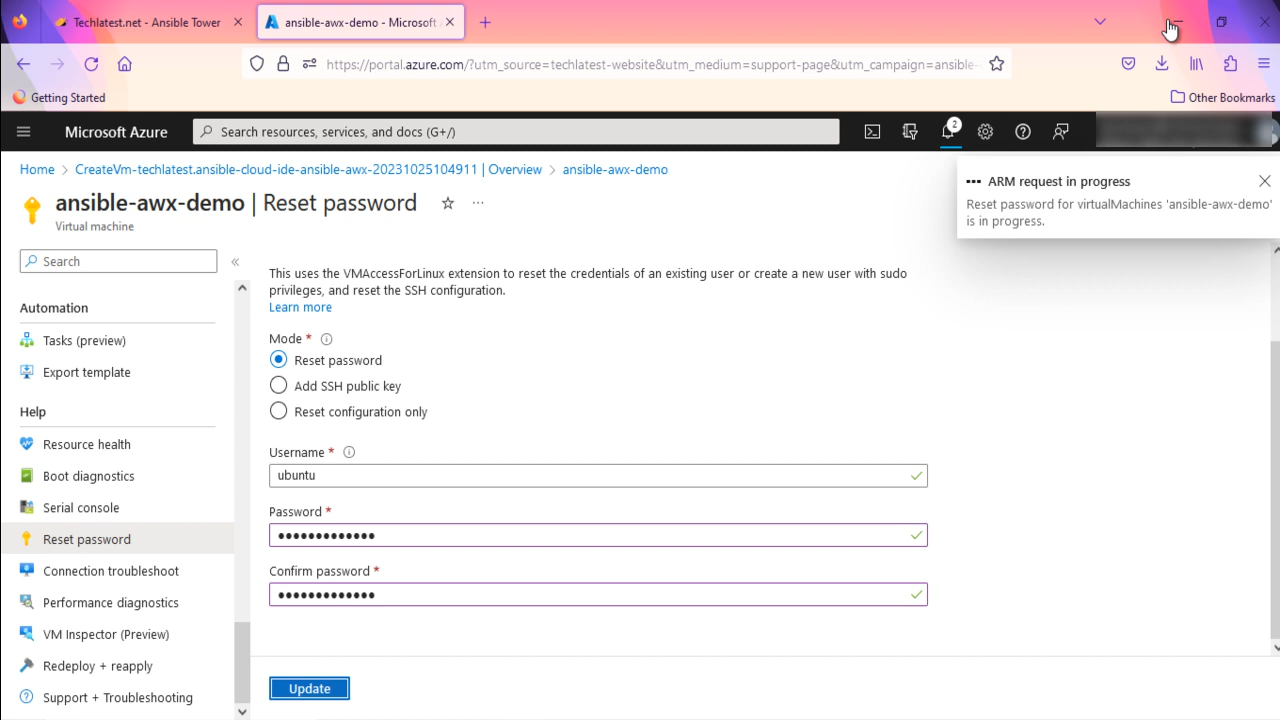 Techlatest.net - Ansible Tower
ansible-awx-demo - Microsoft
https://portal.azure.com/?utm_source=techlatest-website&utm_medium=support-page&utm_campaign=ansible-
Getting Started
Other Bookmarks
Microsoft Azure
Search resources, services, and docs (G+/)
2
Home > CreateVm-techlatest.ansible-cloud-ide-ansible-awx-20231025104911 | Overview > ansible-awx-demo
ARM request in progress
Reset password for virtualMachines 'ansible-awx-demo'
is in progress.
ansible-awx-demo | Reset password
Virtual machine
Search
Automation
Tasks (preview)
Export template
Help
Resource health
Boot diagnostics
Serial console
Reset password
Connection troubleshoot
Performance diagnostics
VM Inspector (Preview)
Redeploy + reapply
Support + Troubleshooting
This uses the VMAccessForLinux extension to reset the credentials of an existing user or create a new user with sudo
privileges, and reset the SSH configuration.
Learn more
Mode *
Reset password
Add SSH public key
Reset configuration only
Username *
ubuntu
Password *
•••••••••••••
Confirm password *
•••••••••••••
Update